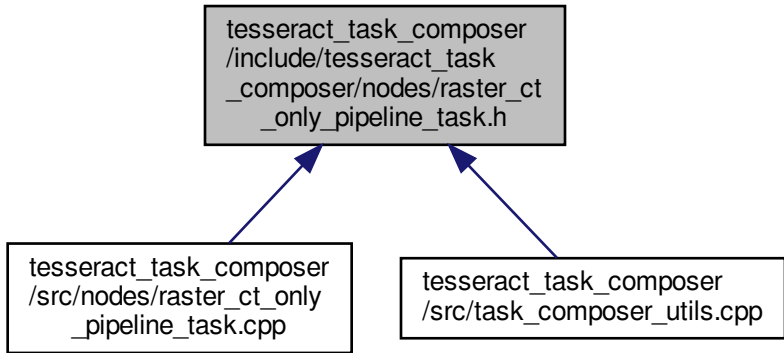 tesseract_task_composer
/include/tesseract_task
_composer/nodes/raster_ct
_only_pipeline_task.h
tesseract_task_composer
/src/nodes/raster_ct_only
_pipeline_task.cpp
tesseract_task_composer
/src/task_composer_utils.cpp